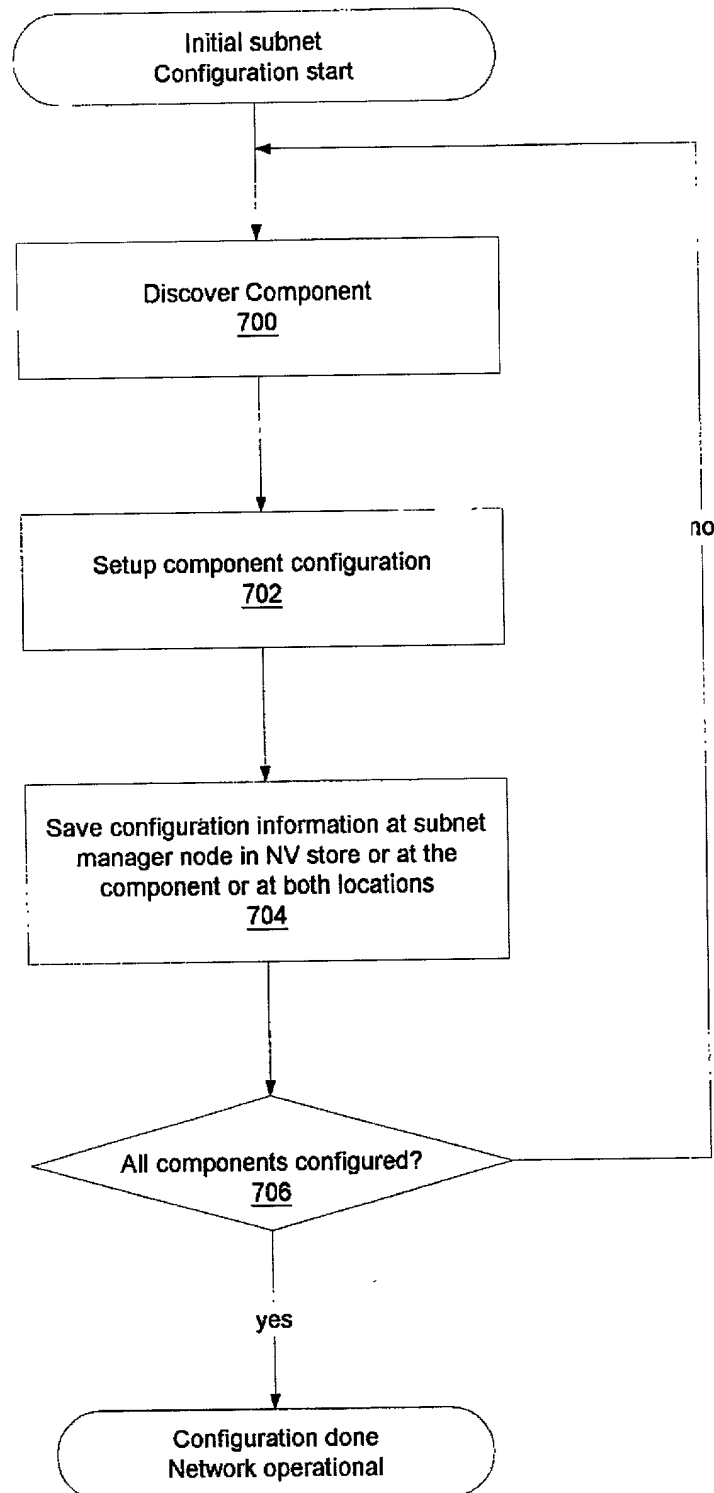 Initial subnet
Configuration start
Discover Component
700
Setup component configuration
702
no
Save configuration information at subnet
manager node in NV store or at the
component or at both locations
704
All components configured?
706
yes
Configuration done
Network operational